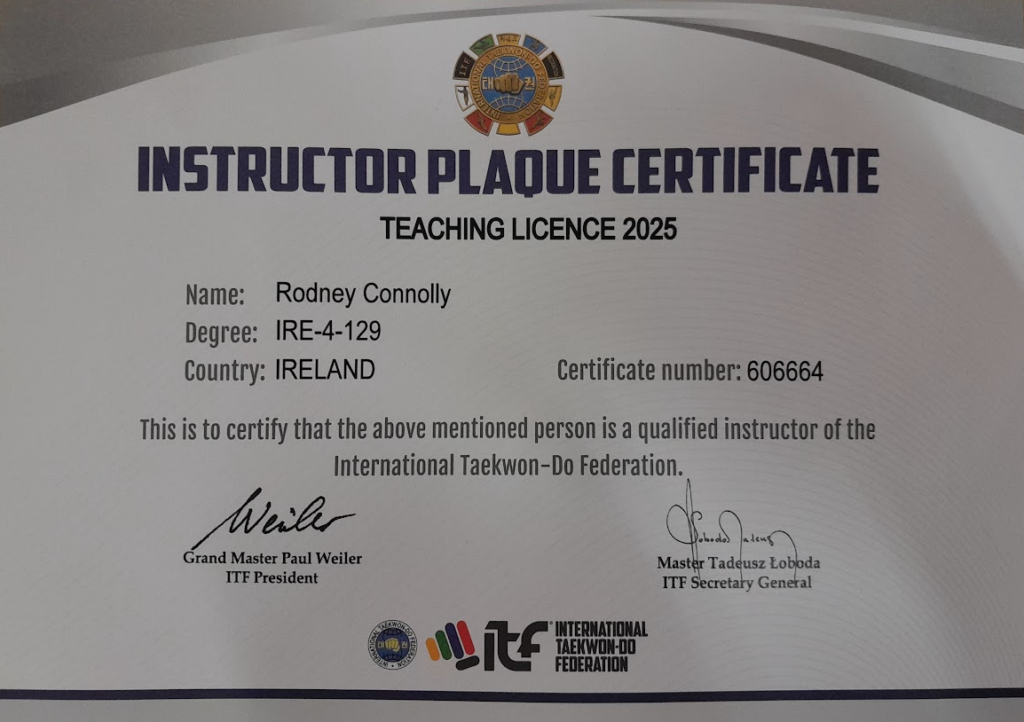 INSTRUCTOR PLAQUE CERTIFICATE
TEACHING LICENCE 2025
Name: Rodney Connolly
Degree: IRE-4-129
Country: IRELAND
Certificate number: 606664
This is to certify that the above mentioned person is a qualified instructor of the
International Taekwon-Do Federation.
Weiler
Grand Master Paul Weiler
ITF President
Master Tadeusz Łoboda
ITF Secretary General
itf
INTERNATIONAL
TAEKWON-DO
FEDERATION